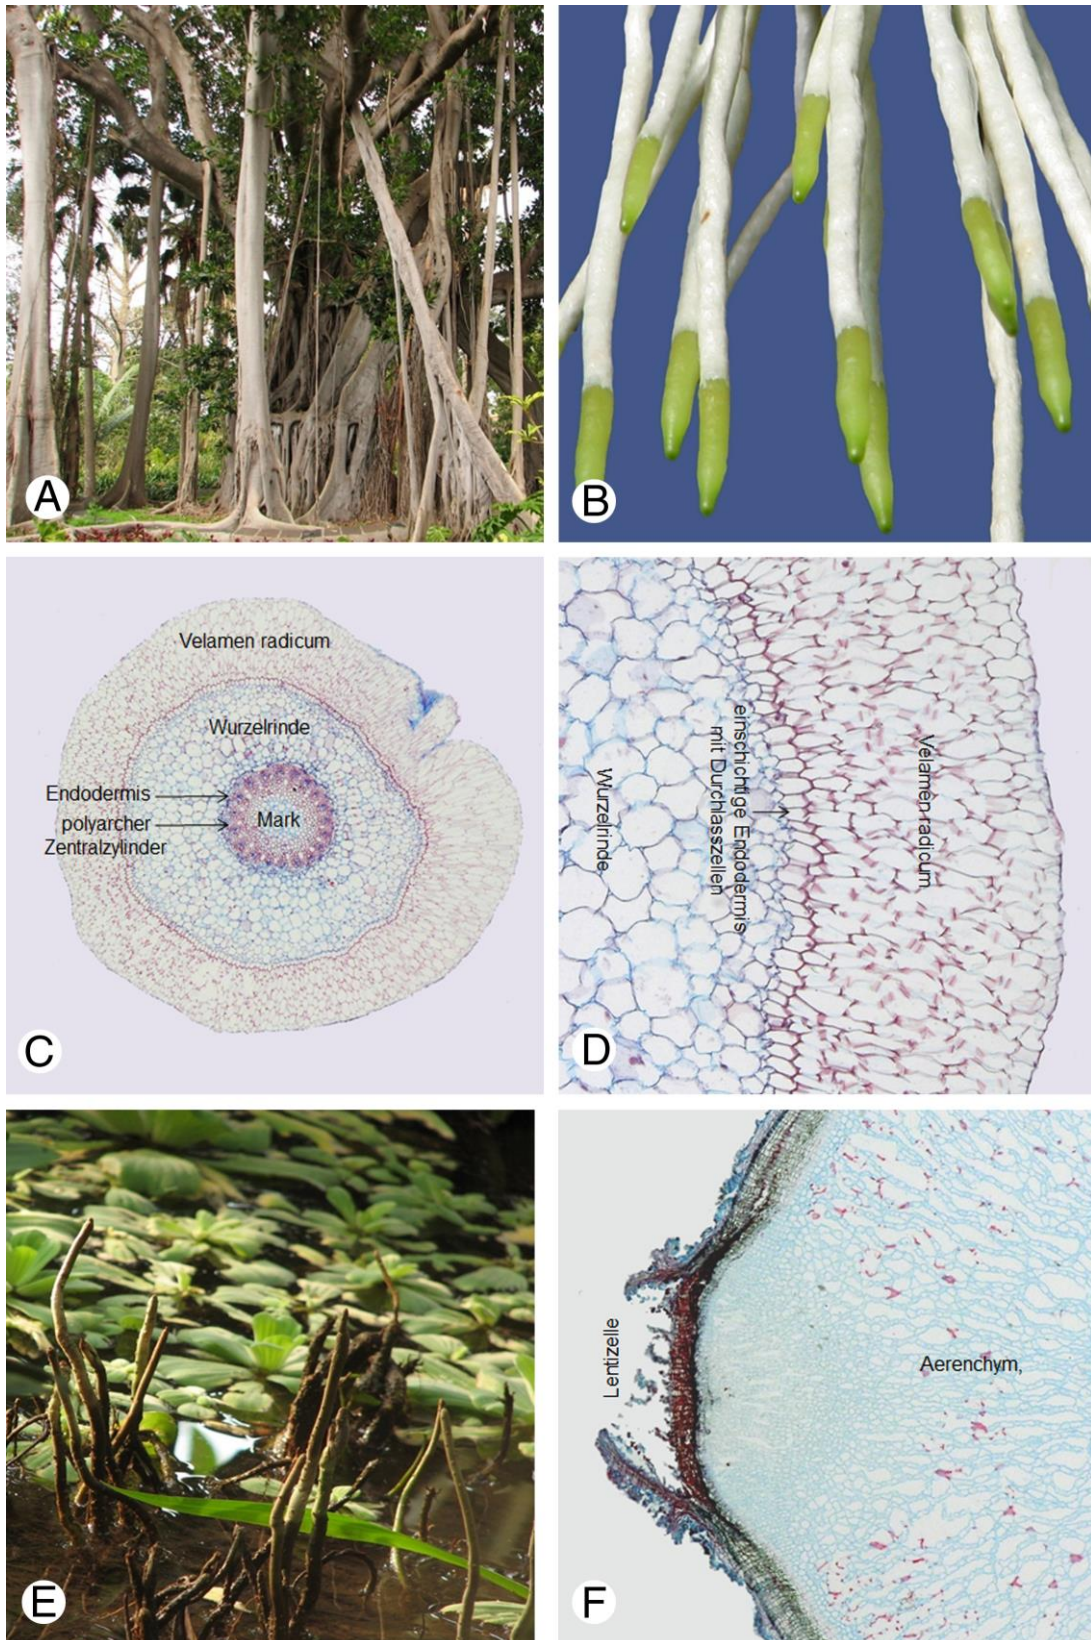 A
B
Velamen radicum
Wurzelrinde
Endodermis
polyarcher
Zentralzylinder
Mark
C
Wurzelrinde
einschichtige Endodermis
mit Durchlasszellen
Velamen radicum
D
E
Lentizelle
Aerenchym,
F